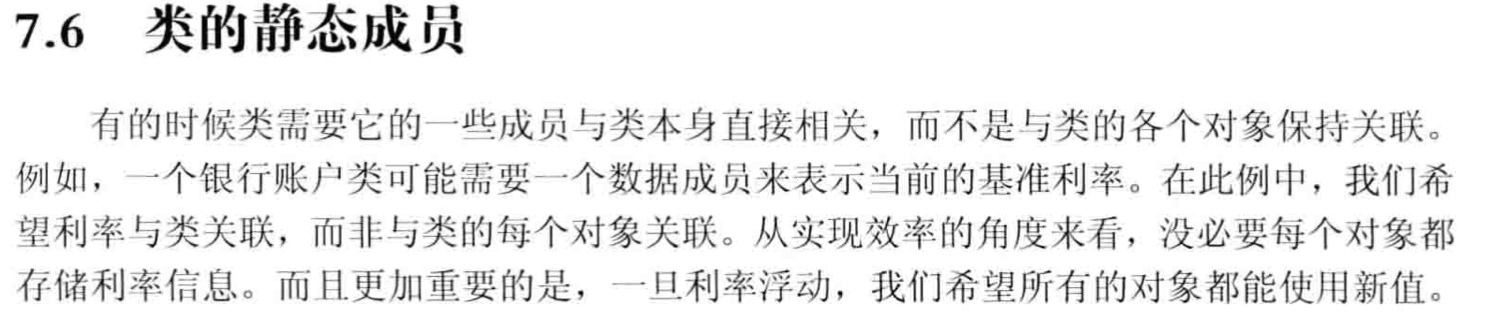 7.6 类的静态成员
有的时候类需要它的一些成员与类本身直接相关，而不是与类的各个对象保持关联。
例如，一个银行账户类可能需要一个数据成员来表示当前的基准利率。在此例中，我们希
望利率与类关联，而非与类的每个对象关联。从实现效率的角度来看，没必要每个对象都
存储利率信息。而且更加重要的是，一旦利率浮动，我们希望所有的对象都能使用新值。